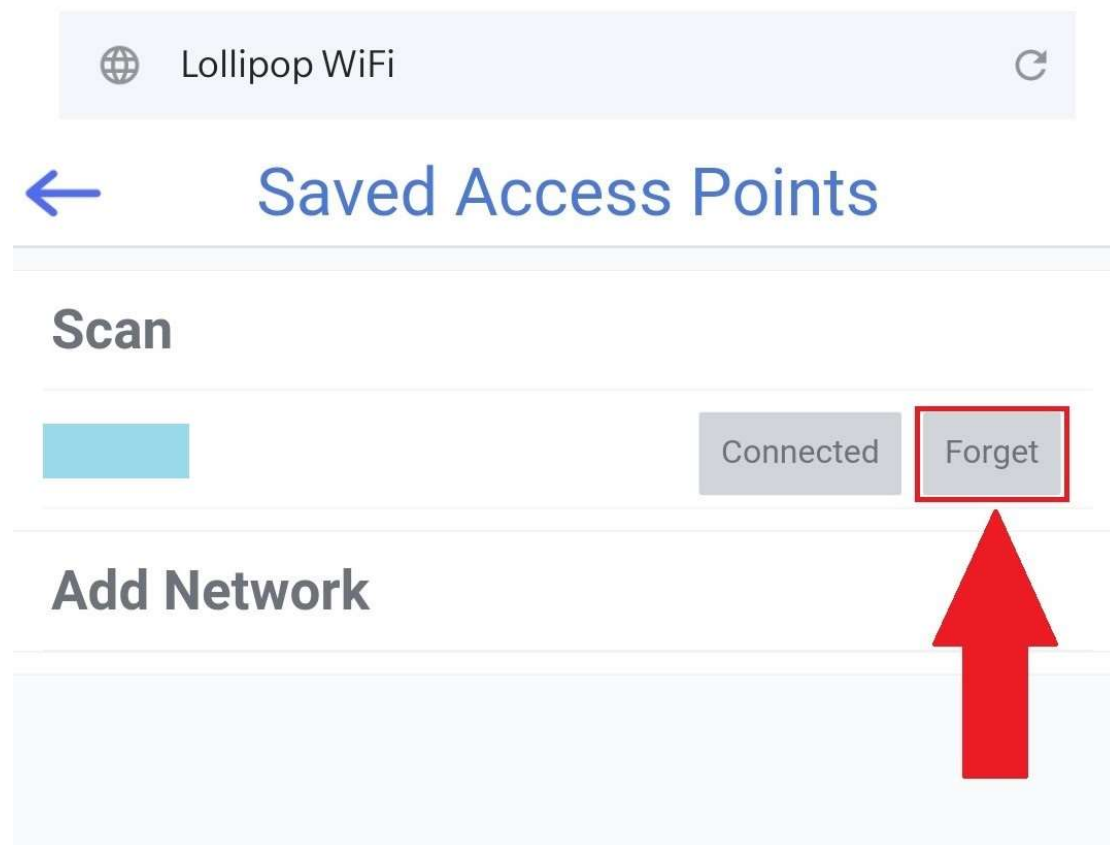 Lollipop WiFi
Saved Access Points
Scan
Connected Forget
Add Network